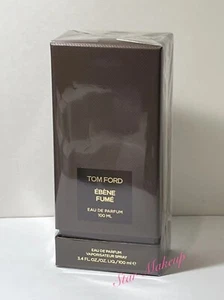 TOM FORD
ÉBÈNE
FUMÉ
EAU DE PARFUM
100 ML
EAU DE PARFUM
VAPORISATEUR SPRAY
3.4 FL.OZ./OZ. LIQ./100 ml ℮
Star Makeup